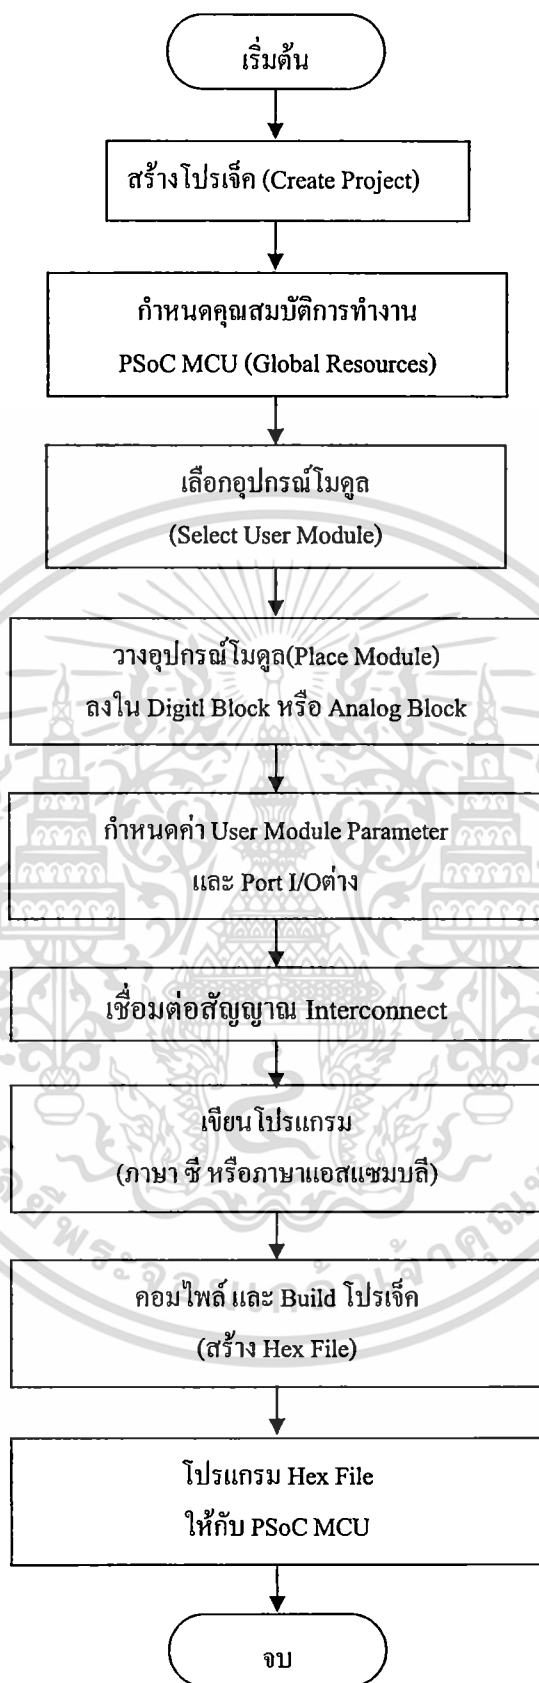 เริ่มต้น
สร้างโปรเจ็ค (Create Project)
กำหนดคุณสมบัติการทำงาน
PSoC MCU (Global Resources)
เลือกอุปกรณ์โมดูล
(Select User Module)
วางอุปกรณ์โมดูล(Place Module)
ลงใน Digitl Block หรือ Analog Block
กำหนดค่า User Module Parameter
และ Port I/Oต่าง
เชื่อมต่อสัญญาณ Interconnect
เขียนโปรแกรม
(ภาษา ซี หรือภาษาแอสแซมบลี)
คอมไพล์ และ Build โปรเจ็ค
(สร้าง Hex File)
โปรแกรม Hex File
ให้กับ PSoC MCU
จบ